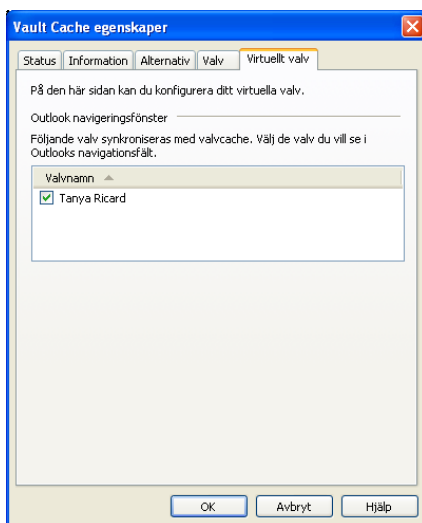 Vault Cache egenskaper
Status Information Alternativ Valv Virtuellt valv
På den här sidan kan du konfigurera ditt virtuella valv.
Outlook navigeringsfönster
Följande valv synkroniseras med valvcache. Välj de valv du vill se i
Outlooks navigationsfält.
Valvnamn
Tanya Ricard
OK Avbryt Hjälp